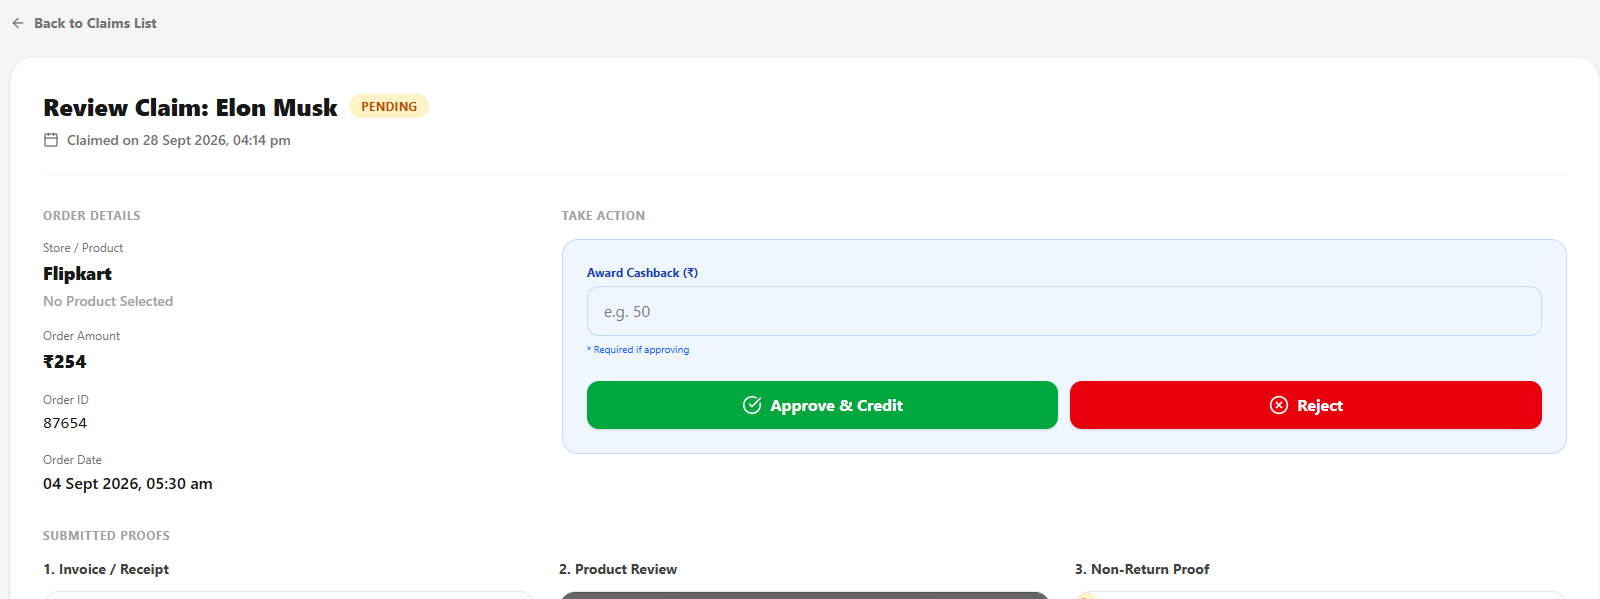 Back to Claims List
Review Claim: Elon Musk PENDING
Claimed on 28 Sept 2026, 04:14 pm
ORDER DETAILS
Store / Product
Flipkart
No Product Selected
Order Amount
₹254
Order ID
87654
Order Date
04 Sept 2026, 05:30 am
TAKE ACTION
Award Cashback (₹)
e.g. 50
* Required if approving
Approve & Credit
Reject
SUBMITTED PROOFS
1. Invoice / Receipt
2. Product Review
3. Non-Return Proof